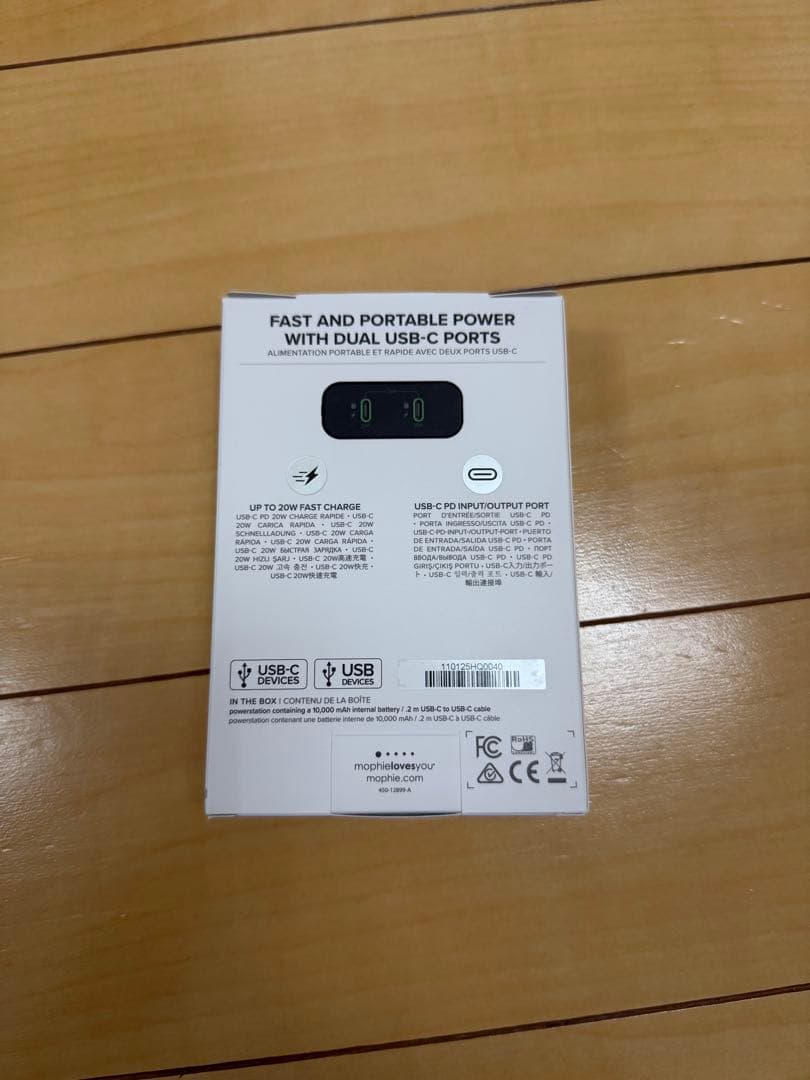 FAST AND PORTABLE POWER
WITH DUAL USB-C PORTS
ALIMENTATION PORTABLE ET RAPIDE AVEC DEUX PORTS USB-C
UP TO 20W FAST CHARGE
USB-C PD 20W CHARGE RAPIDE • USB-C
20W CARICA RAPIDA • USB-C 20W
SCHNELLLADUNG • USB-C 20W CARGA
RÁPIDA • USB-C 20W CARGA RÁPIDA •
USB-C 20W БЫСТРАЯ ЗАРЯДКА • USB-C
20W HIZLI ŞARJ • USB-C 20W高速充電 •
USB-C 20W 고속 충전 • USB-C 20W快充 •
USB-C 20W快速充電
USB-C PD INPUT/OUTPUT PORT
PORT D'ENTRÉE/SORTIE USB-C PD
• PORTA INGRESSO/USCITA USB-C PD •
USB-C-PD-INPUT/OUTPUT-PORT • PUERTO
DE ENTRADA/SALIDA USB-C PD • PORTA
DE ENTRADA/SAÍDA USB-C PD • ПОРТ
ВВОДА/ВЫВОДА USB-C PD • USB-C PD
GIRIŞ/ÇIKIŞ PORTU • USB-C入力/出力ポー
ト • USB-C 입력/출력 포트 • USB-C 輸入/
輸出連接埠
USB-C
DEVICES
USB
DEVICES
110125HQ0040
IN THE BOX | CONTENU DE LA BOÎTE
powerstation containing a 10,000 mAh internal battery / .2 m USB-C to USB-C cable
powerstation contenant une batterie interne de 10,000 mAh / .2 m USB-C à USB-C câble
mophielovesyou®
mophie.com
450-12899-A
FC
RoHS
CE